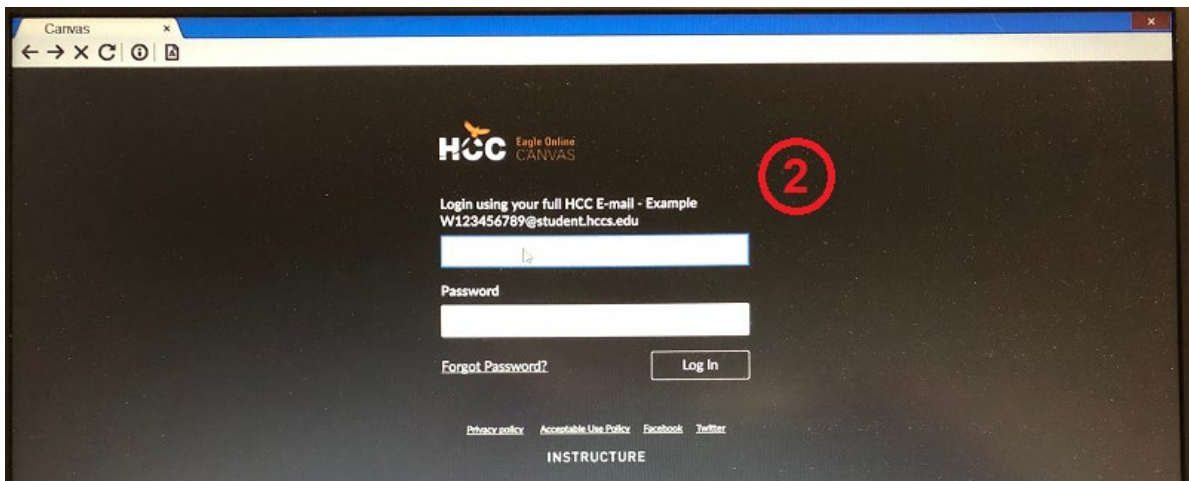 Canvas
HCC Eagle Online
CANVAS
2
Login using your full HCC E-mail - Example
W123456789@student.hccs.edu
Password
Forgot Password? Log In
Privacy policy Acceptable Use Policy Facebook Twitter
INSTRUCTURE